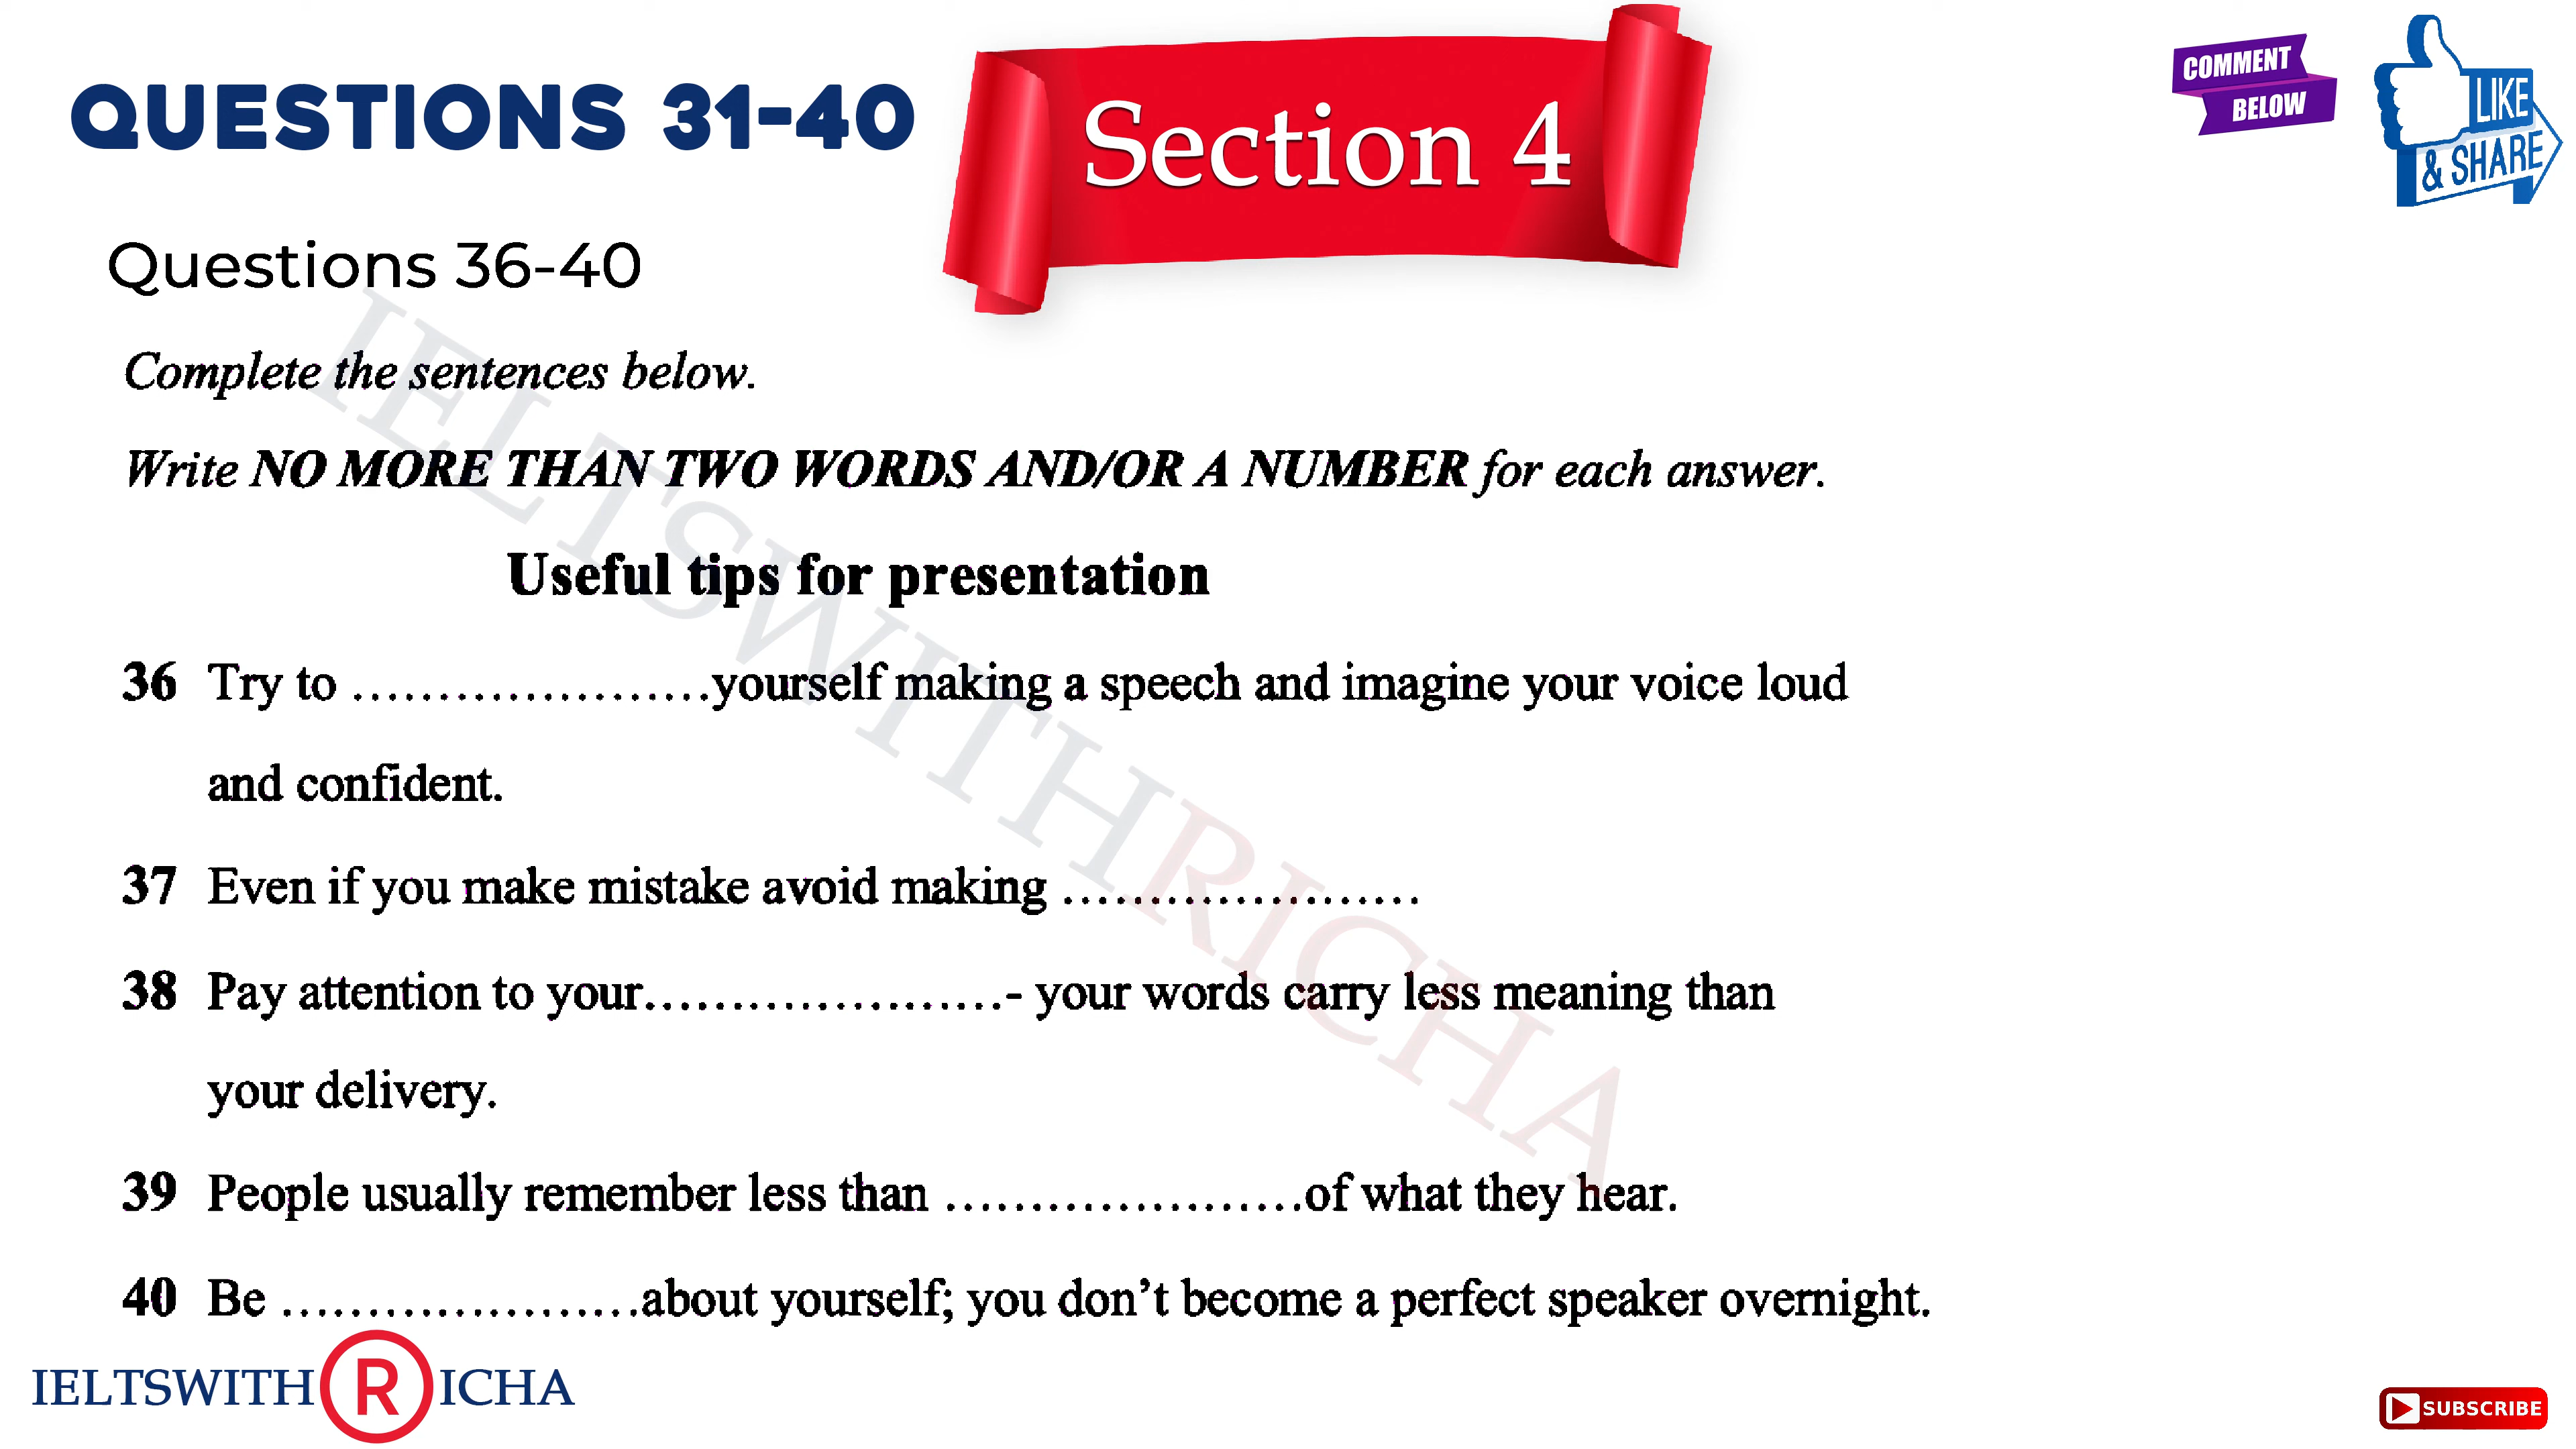 QUESTIONS 31-40
Section 4
COMMENT
BELOW
LIKE
& SHARE
Questions 36-40
Complete the sentences below.
Write NO MORE THAN TWO WORDS AND/OR A NUMBER for each answer.
Useful tips for presentation
36 Try to .....................yourself making a speech and imagine your voice loud
and confident.
37 Even if you make mistake avoid making .....................
38 Pay attention to your.....................- your words carry less meaning than
your delivery.
39 People usually remember less than .....................of what they hear.
40 Be .....................about yourself; you don't become a perfect speaker overnight.
IELTSWITHRICHA
IELTSWITHRICHA
SUBSCRIBE